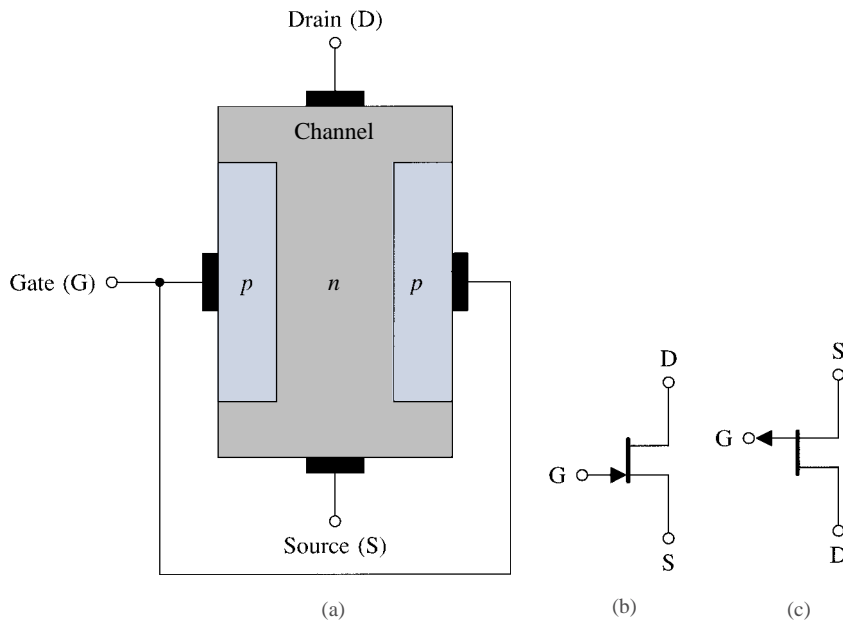 Drain (D)
Channel
Gate (G)
p
n
p
Source (S)
(a)
D
G
S
(b)
S
G
D
(c)